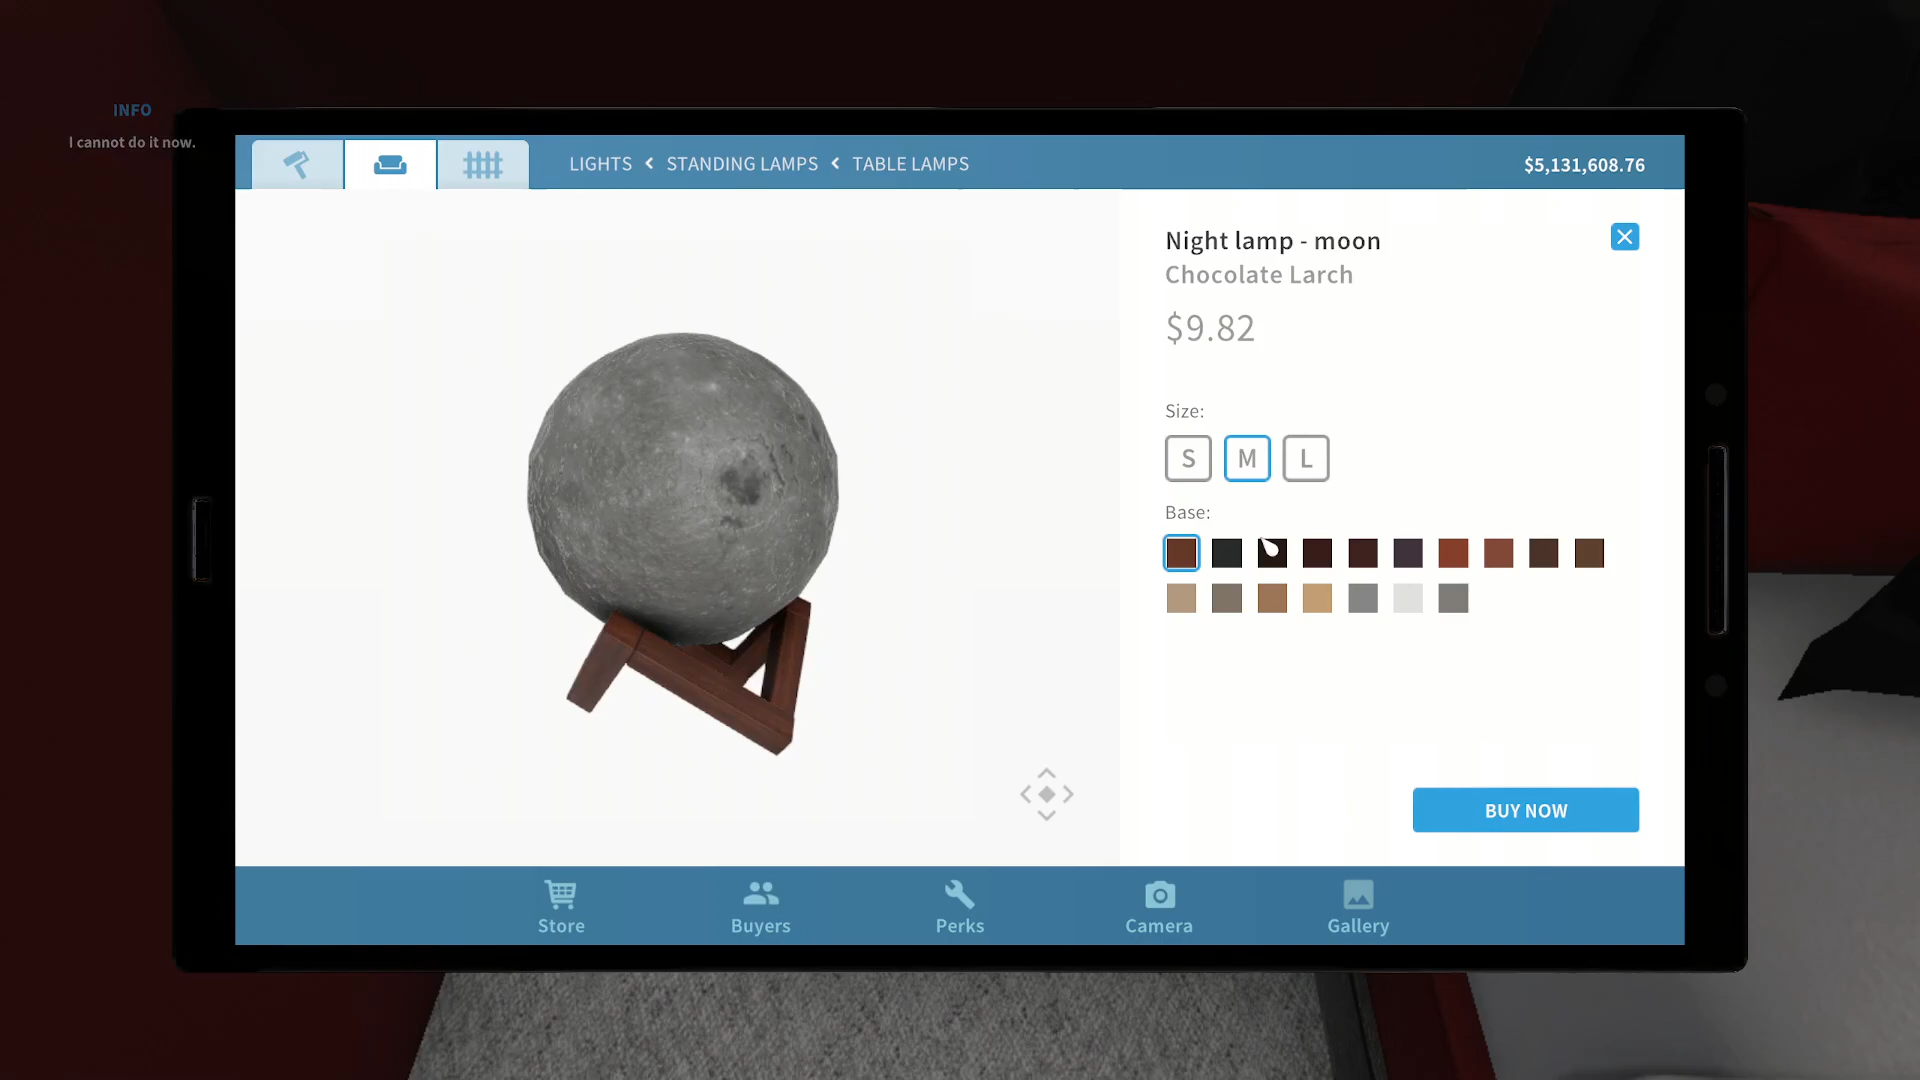 INFO
I cannot do it now.
LIGHTS < STANDING LAMPS < TABLE LAMPS
$5,131,608.76
Night lamp - moon
Chocolate Larch
$9.82
Size:
S M L
Base:
BUY NOW
Store Buyers Perks Camera Gallery